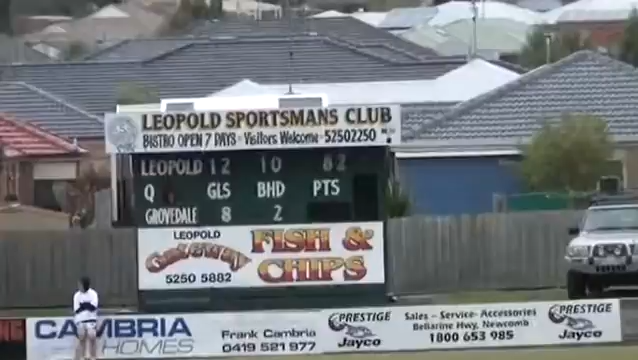 LEOPOLD SPORTSMANS CLUB
BISTRO OPEN 7 DAYS - Visitors Welcome - 52502250
LEOPOLD 12 10 82
Q GLS BHD PTS
GROVEDALE 8 2
LEOPOLD
GATEWAY
5250 5882
FISH &
CHIPS
CAMBRIA
HOMES
Frank Cambria
0419 521 977
PRESTIGE
Jayco
Sales - Service - Accessories
Bellarine Hwy, Newcomb
1800 653 985
PRESTIGE
Jayco